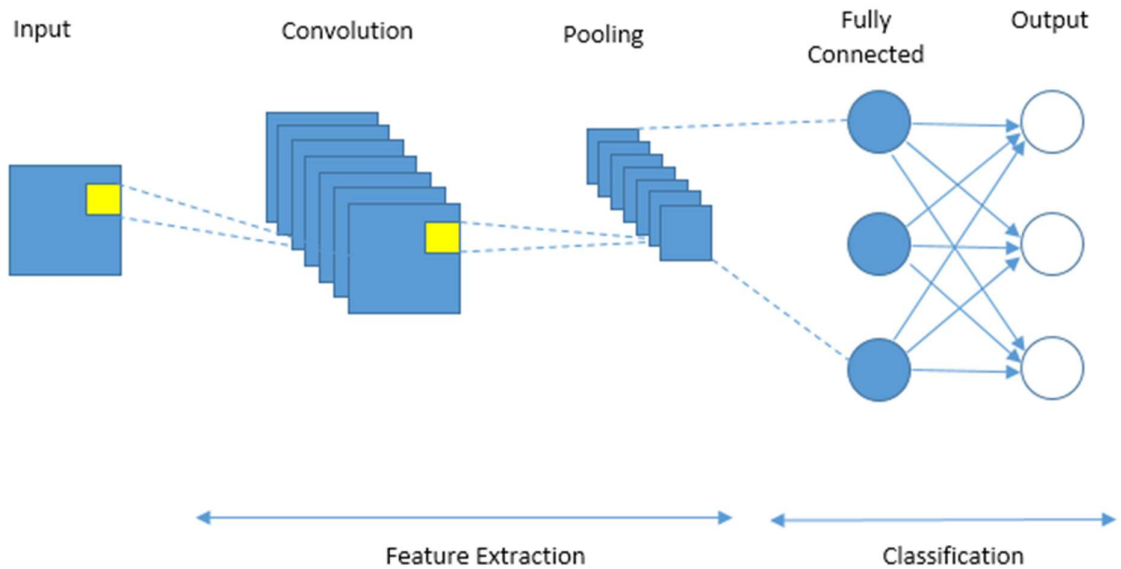 Input
Convolution
Pooling
Fully
Connected
Output
Feature Extraction
Classification